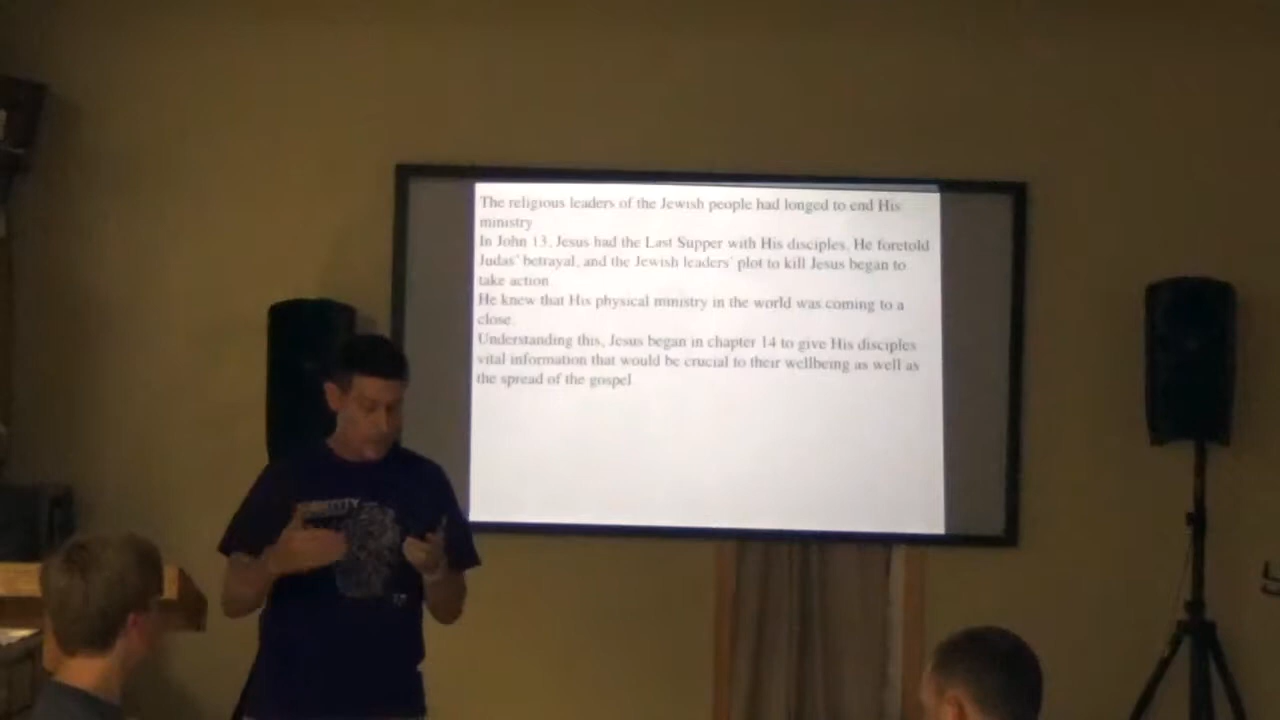 The religious leaders of the Jewish people had longed to end His
ministry
In John 13, Jesus had the Last Supper with His disciples. He foretold
Judas' betrayal, and the Jewish leaders' plot to kill Jesus began to
take action
He knew that His physical ministry in the world was coming to a
close.
Understanding this, Jesus began in chapter 14 to give His disciples
vital information that would be crucial to their wellbeing as well as
the spread of the gospel